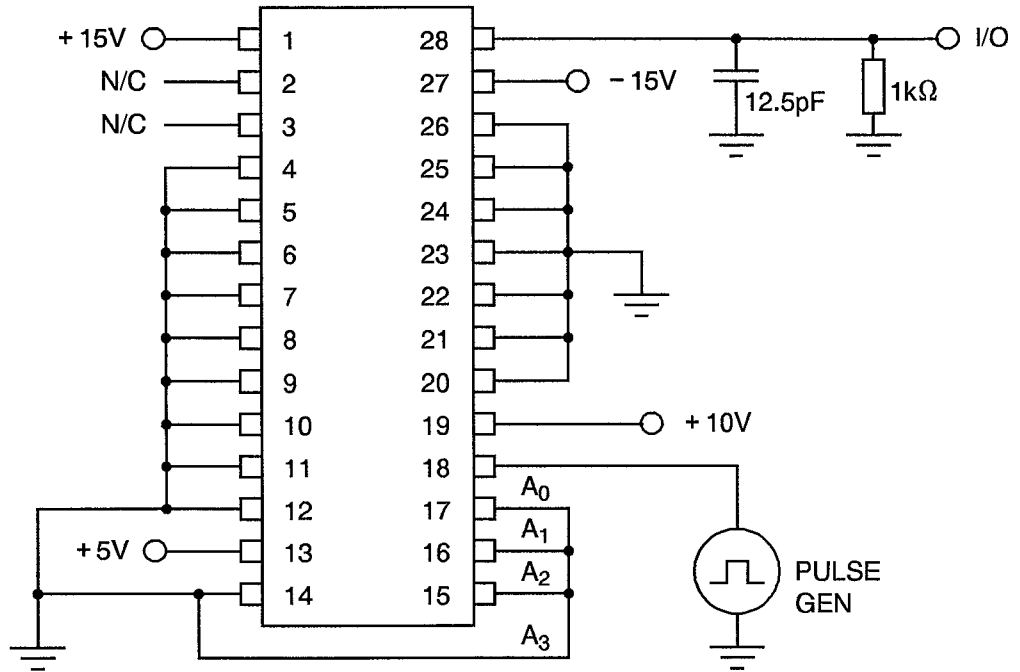 + 15V 1 28 I/O
N/C 2 27 – 15V
12.5pF 1kΩ
N/C 3 26
4 25
5 24
6 23
7 22
8 21
9 20
10 19 + 10V
11 18
A₀
12 17
A₁
+ 5V 13 16
A₂
PULSE
GEN
14 15
A₃